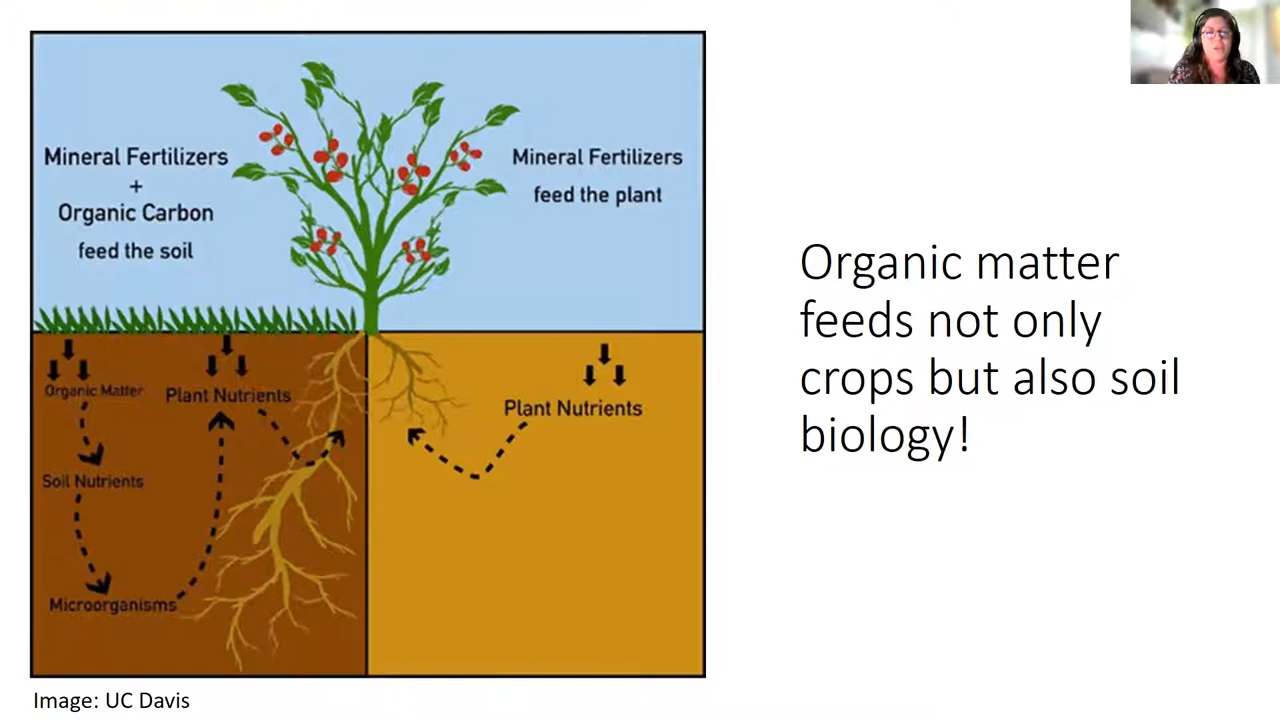 Mineral Fertilizers
+
Organic Carbon
feed the soil
Mineral Fertilizers
feed the plant
Organic Matter
Plant Nutrients
Soil Nutrients
Microorganisms
Plant Nutrients
Organic matter
feeds not only
crops but also soil
biology!
Image: UC Davis